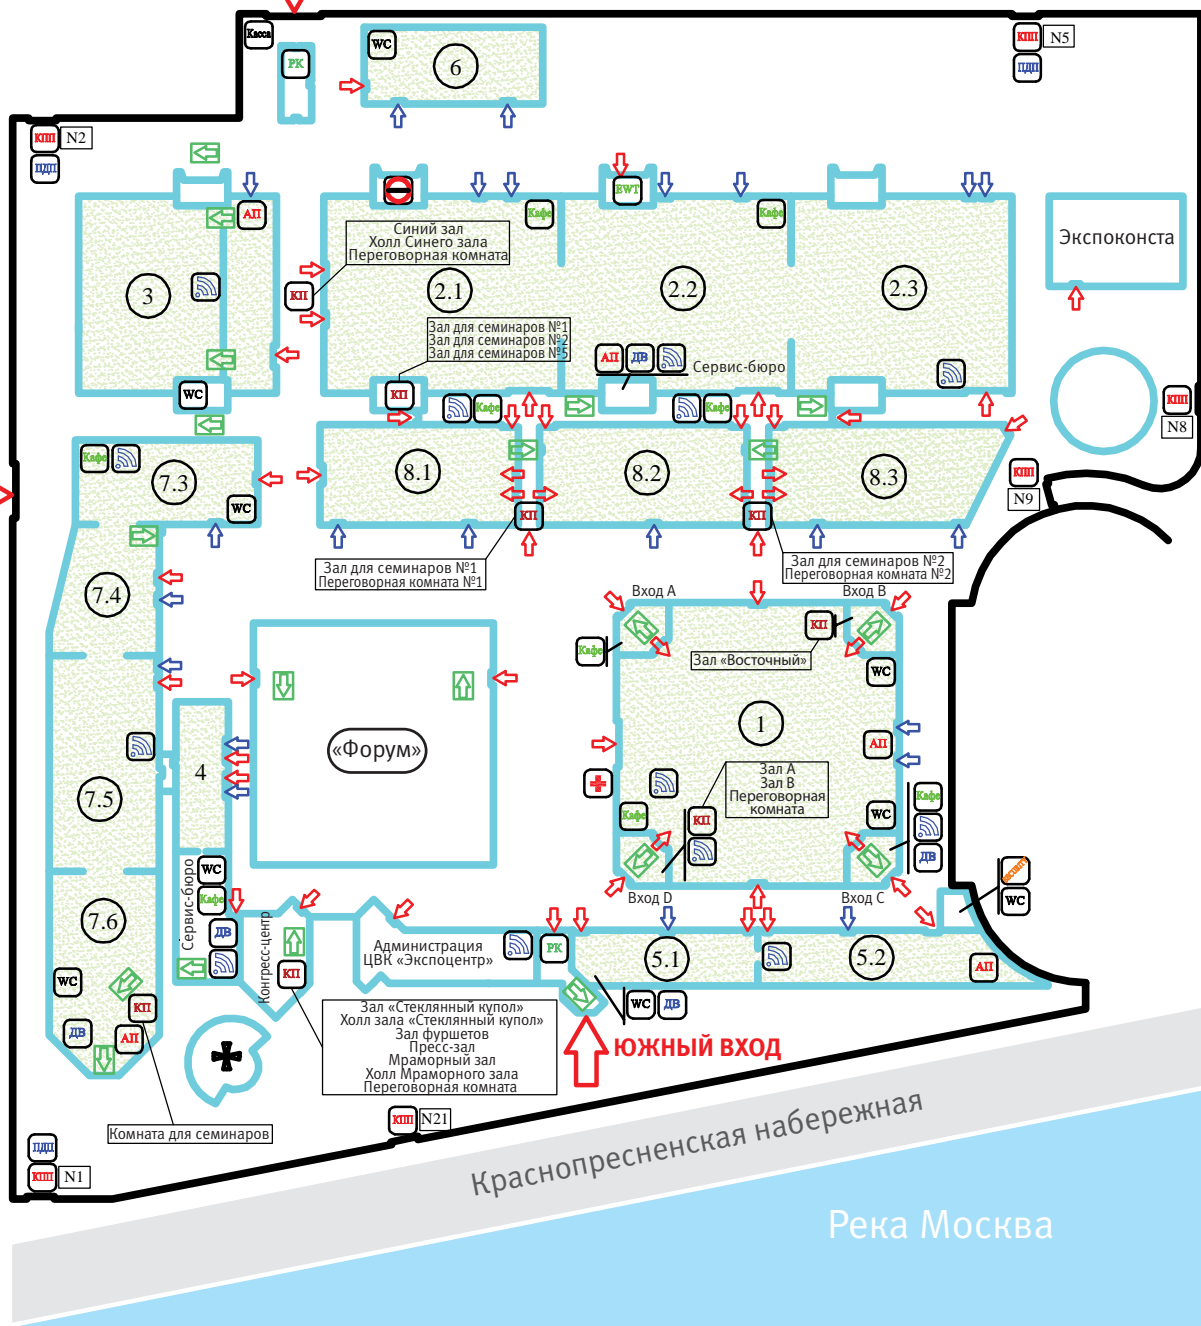 Касса
РК
WC
6
КПП N5
ПДП
КПП N2
ПДП
АП
EWT
Кафе
Кафе
Синий зал
Холл Синего зала
Переговорная комната
Экспоконста
3
КП
2.1
2.2
2.3
Зал для семинаров №1
Зал для семинаров №2
Зал для семинаров №5
АП ДВ
Сервис-бюро
WC
КП
Кафе
Кафе
КПП
N8
Кафе
7.3
8.1
8.2
8.3
КПП
N9
WC
КП
КП
Зал для семинаров №1
Переговорная комната №1
Зал для семинаров №2
Переговорная комната №2
7.4
Вход A
Вход B
КП
Кафе
Зал «Восточный»
WC
1
«Форум»
АП
4
7.5
Зал A
Зал B
Переговорная
комната
Кафе
КП
WC
Кафе
ДВ
Сервис-бюро
WC
Кафе
WC
Вход D
Вход C
7.6
ДВ
Конгресс-центр
Администрация
ЦВК «Экспоцентр»
РК
5.1
5.2
АП
WC
КП
КП
WC ДВ
ДВ
АП
Зал «Стеклянный купол»
Холл зала «Стеклянный купол»
Зал фуршетов
Пресс-зал
Мраморный зал
Холл Мраморного зала
Переговорная комната
ЮЖНЫЙ ВХОД
Комната для семинаров
КПП N21
ПДП
КПП N1
Краснопресненская набережная
Река Москва